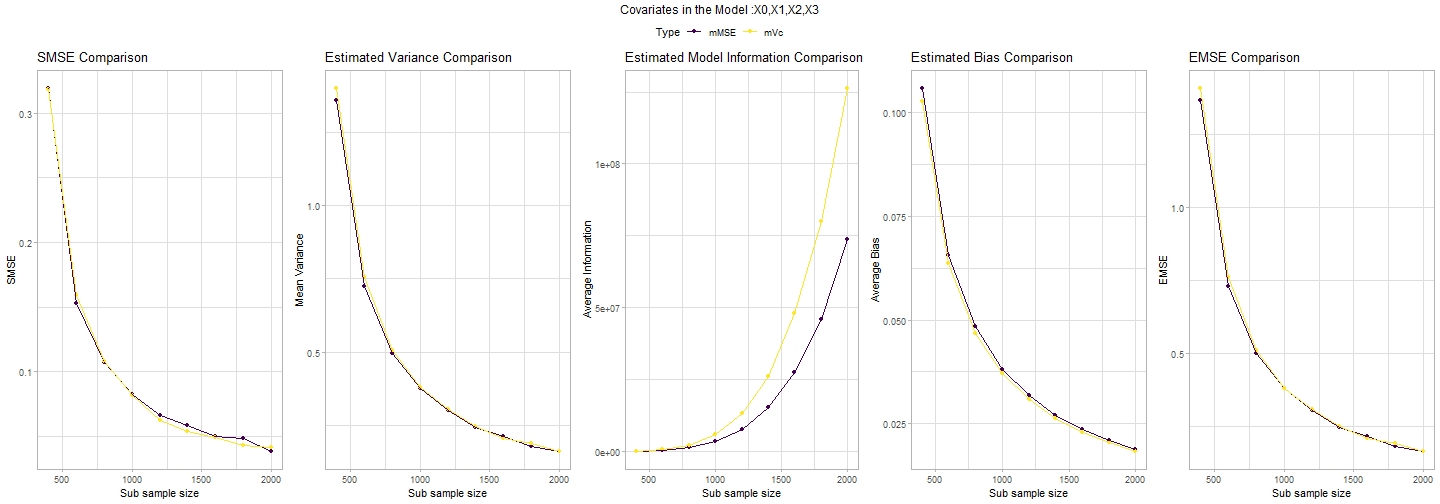 Covariates in the Model :X0,X1,X2,X3
Type mMSE mVc
SMSE Comparison
SMSE
0.3
0.2
0.1
500 1000 1500 2000
Sub sample size
Estimated Variance Comparison
Mean Variance
1.0
0.5
500 1000 1500 2000
Sub sample size
Estimated Model Information Comparison
Average Information
1e+08
5e+07
0e+00
500 1000 1500 2000
Sub sample size
Estimated Bias Comparison
Average Bias
0.100
0.075
0.050
0.025
500 1000 1500 2000
Sub sample size
EMSE Comparison
EMSE
1.0
0.5
500 1000 1500 2000
Sub sample size